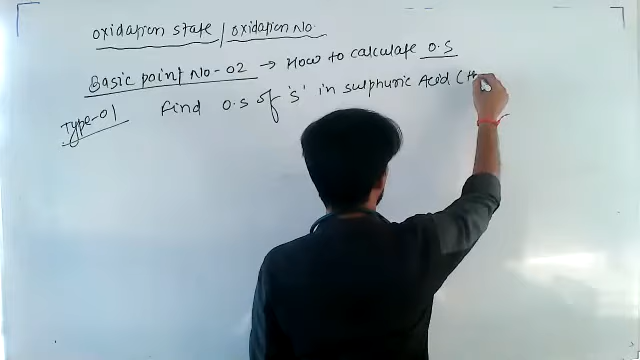 oxidation state / oxidation No.
Basic point No-02 → How to calculate O.S
Type-01 Find O.S of 'S' in sulphuric Acid (H